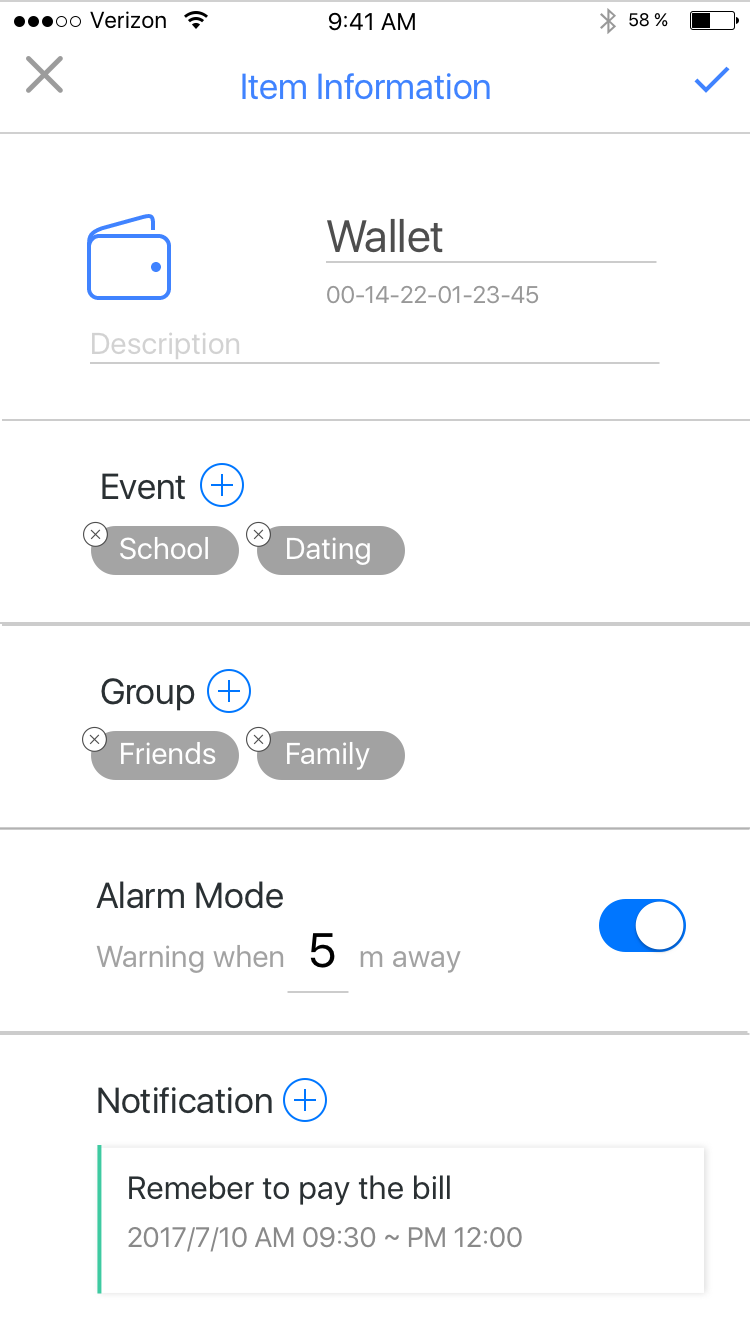 Verizon 9:41 AM 58 %
Item Information
Wallet
00-14-22-01-23-45
Description
Event
School Dating
Group
Friends Family
Alarm Mode
Warning when 5 m away
Notification
Remeber to pay the bill
2017/7/10 AM 09:30 ~ PM 12:00